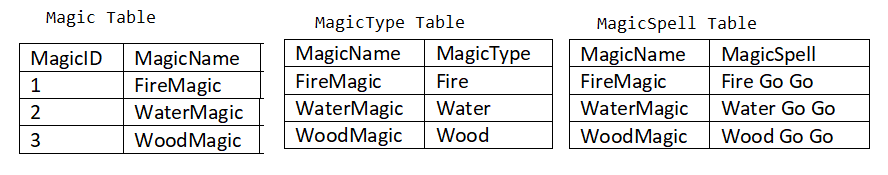 Magic Table
MagicID MagicName
1 FireMagic
2 WaterMagic
3 WoodMagic
MagicType Table
MagicName MagicType
FireMagic Fire
WaterMagic Water
WoodMagic Wood
MagicSpell Table
MagicName MagicSpell
FireMagic Fire Go Go
WaterMagic Water Go Go
WoodMagic Wood Go Go